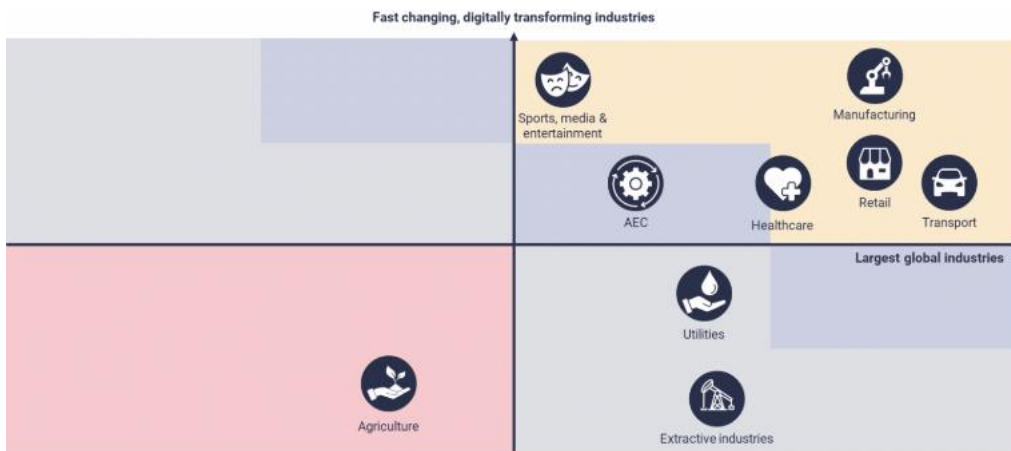 Fast changing, digitally transforming industries
Sports, media &
entertainment
Manufacturing
AEC
Healthcare
Retail
Transport
Largest global industries
Utilities
Agriculture
Extractive industries